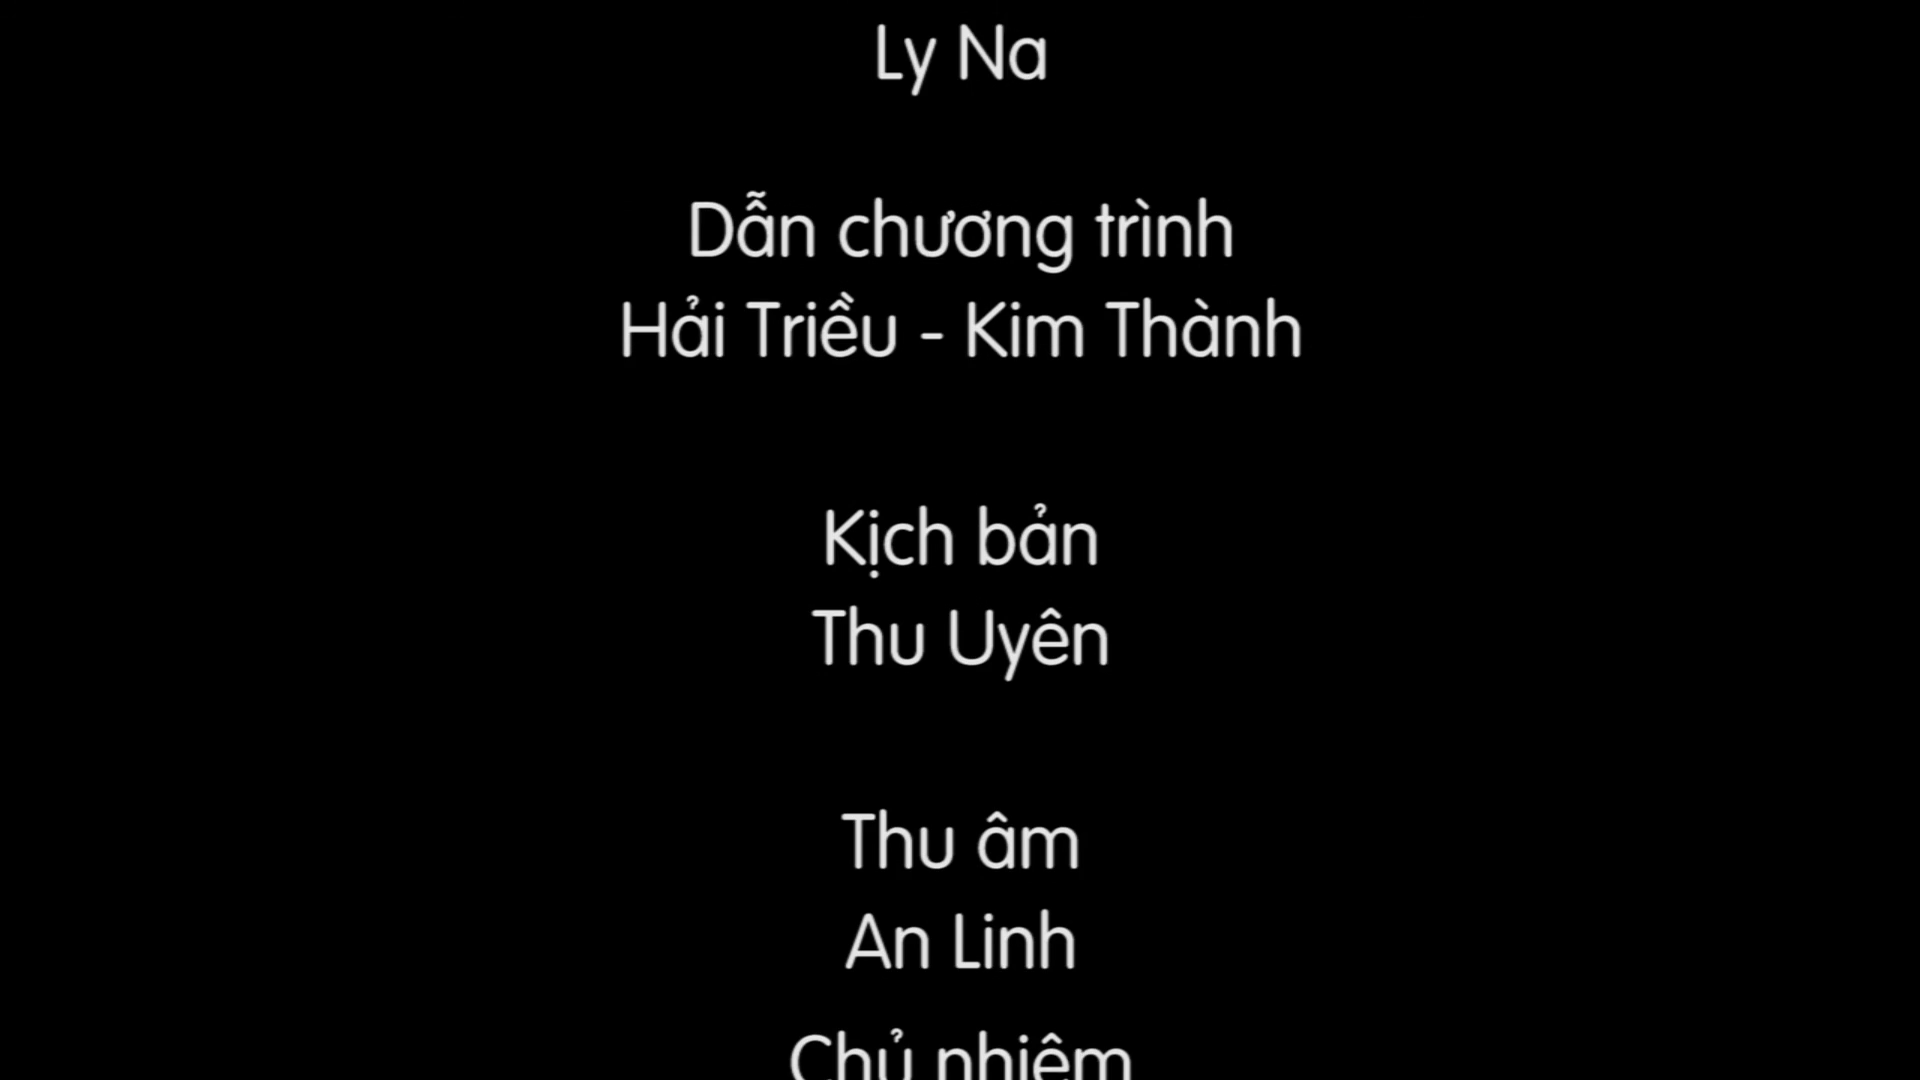 Ly Na
Dẫn chương trình
Hải Triều - Kim Thành
Kịch bản
Thu Uyên
Thu âm
An Linh
Chủ nhiệm